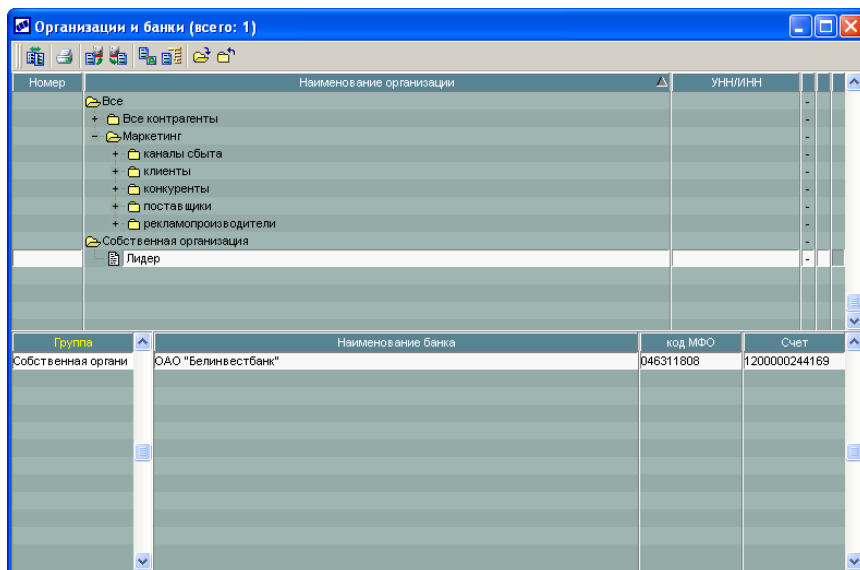 Организации и банки (всего: 1)
Номер Наименование организации УНН/ИНН
Все
+ Все контрагенты
- Маркетинг
+ каналы сбыта
+ клиенты
+ конкуренты
+ поставщики
+ рекламопроизводители
Собственная организация
Лидер
Группа Наименование банка код МФО Счет
Собственная органи ОАО "Белинвестбанк" 046311808 1200000244169